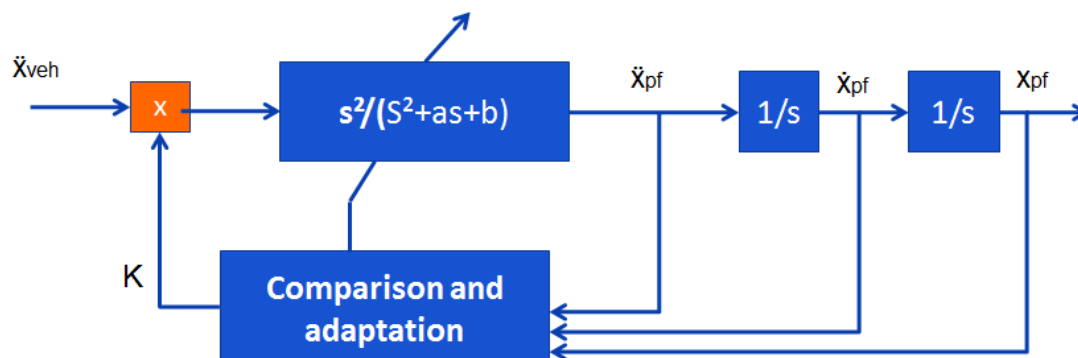 ẍveh
x
s²/(S²+as+b)
ẍpf
1/s
ẋpf
1/s
xpf
K
Comparison and
adaptation